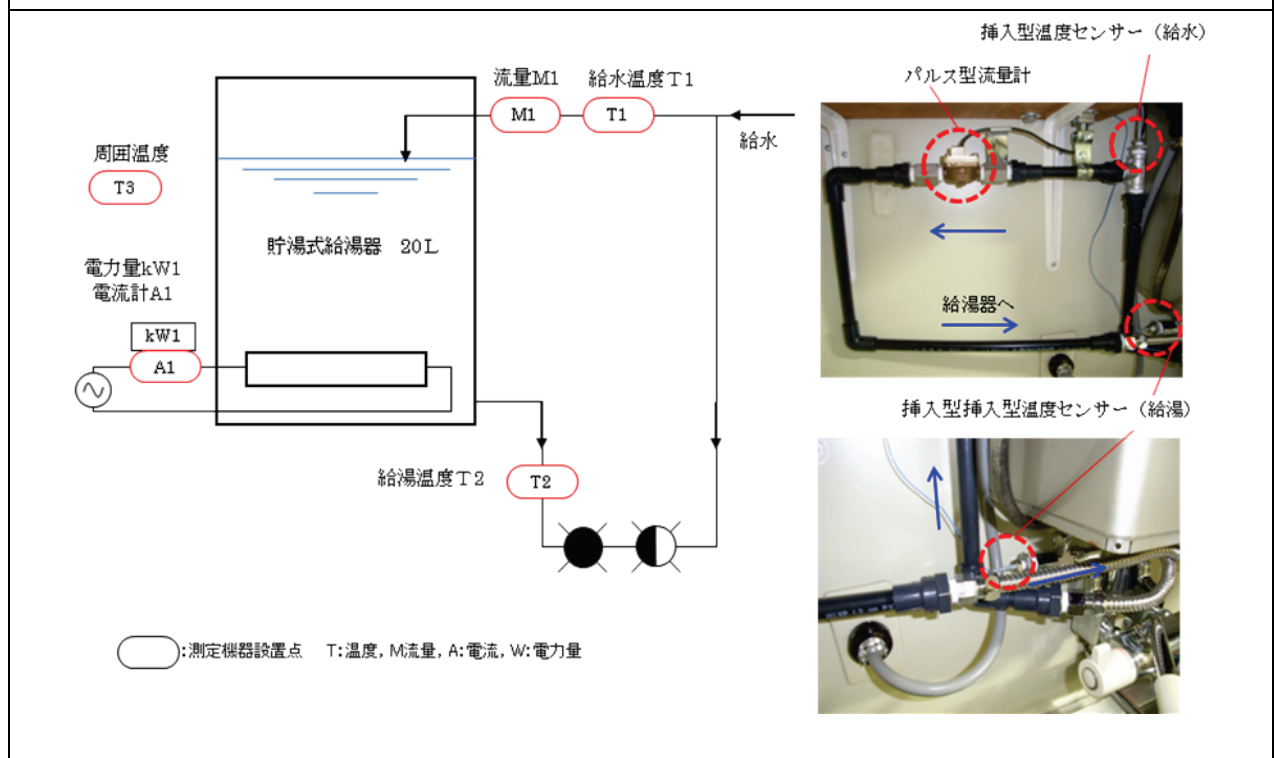 挿入型温度センサー（給水）
パルス型流量計
流量M1
給水温度T1
M1
T1
給水
周囲温度
T3
貯湯式給湯器 20L
電力量kW1
電流計A1
kW1
A1
給湯器へ
挿入型挿入型温度センサー（給湯）
給湯温度T2
T2
:測定機器設置点 T:温度, M流量, A:電流, W:電力量